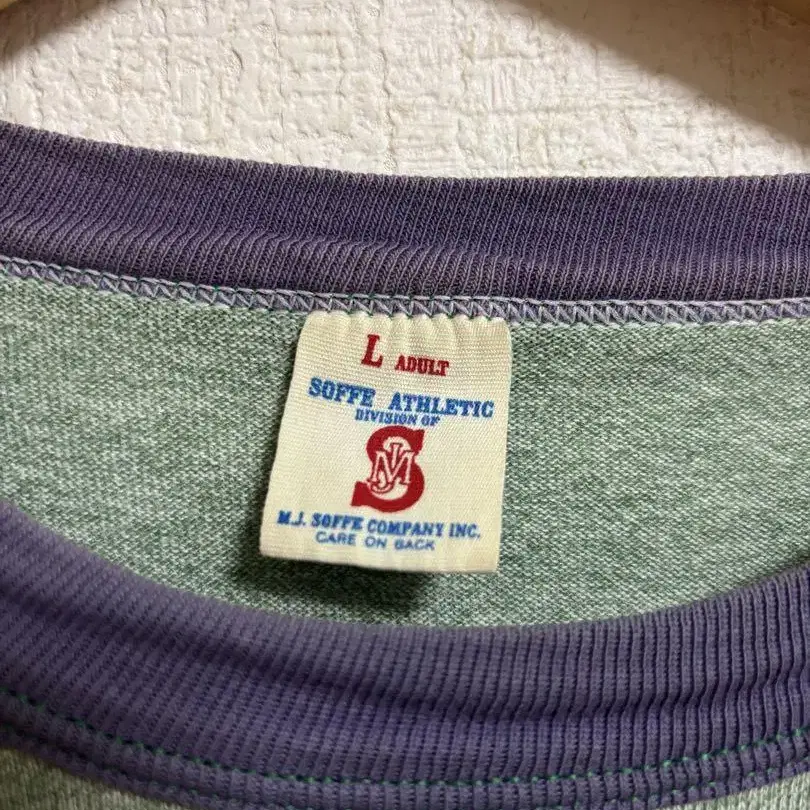 L ADULT
SOFFE ATHLETIC
DIVISION OF
S MJ
M.J. SOFFE COMPANY INC.
CARE ON BACK